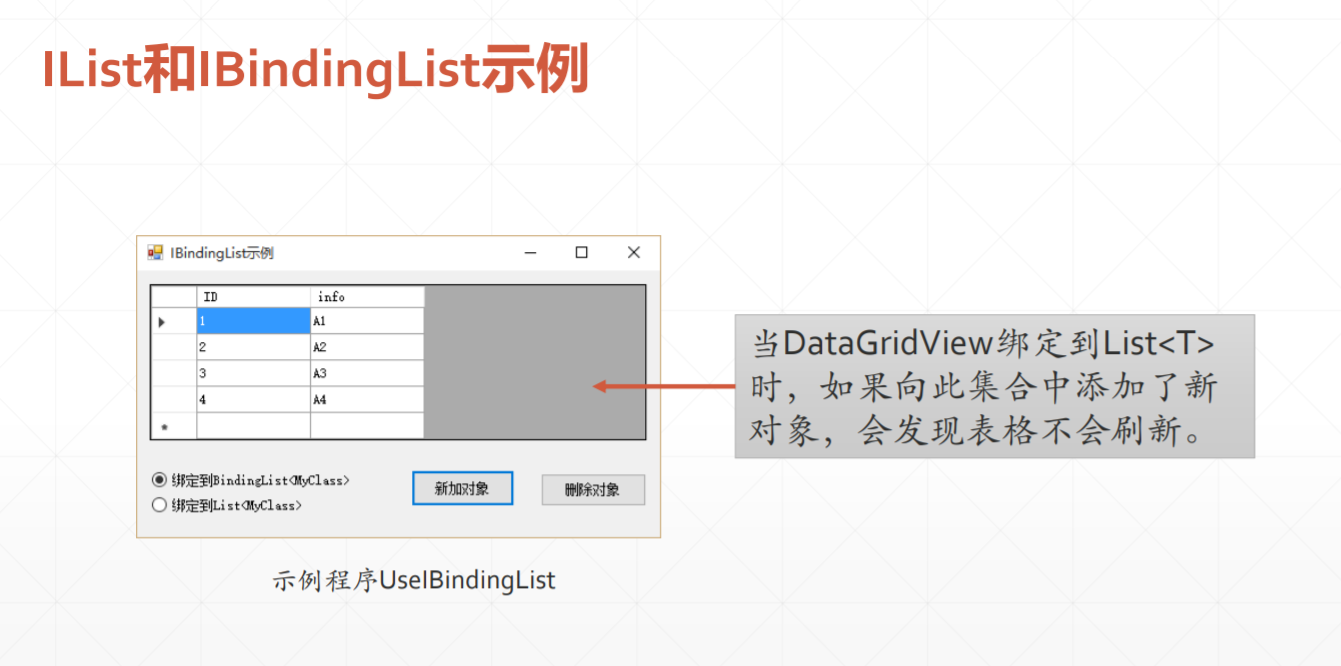 IList和IBindingList示例
IBindingList示例
ID info
1 A1
2 A2
3 A3
4 A4
*
当DataGridView绑定到List<T>
时，如果向此集合中添加了新
对象，会发现表格不会刷新。
绑定到BindingList<MyClass>
绑定到List<MyClass>
新加对象
删除对象
示例程序UseIBindingList